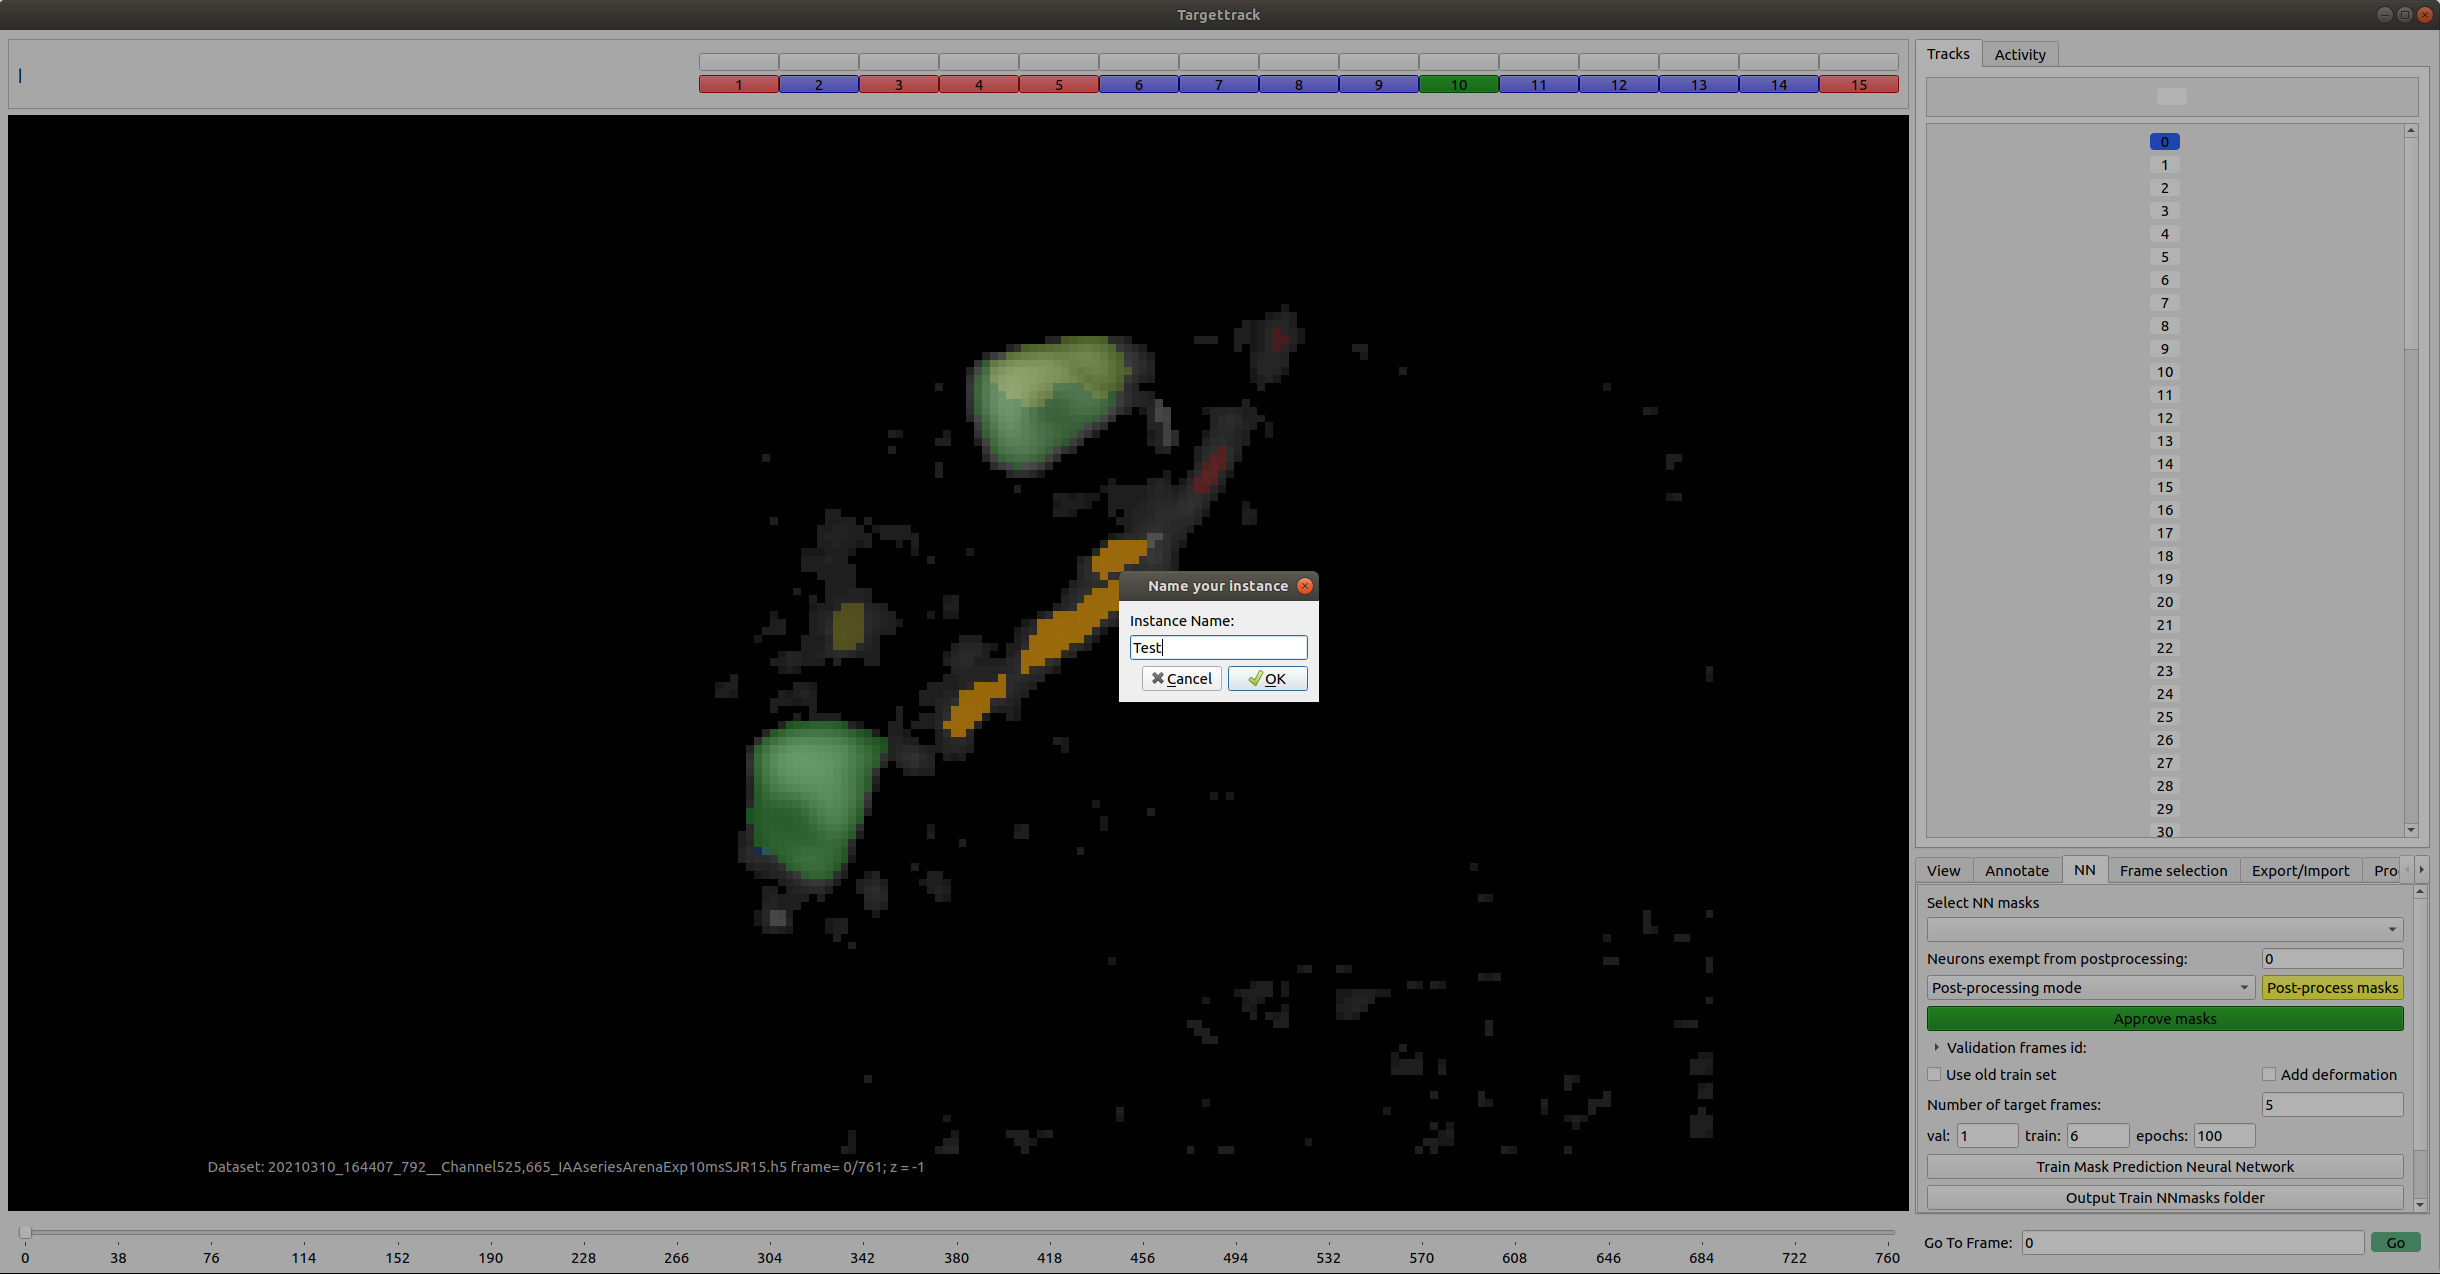 Targettrack
1 2 3 4 5 6 7 8 9 10 11 12 13 14 15
Tracks Activity
0
1
2
3
4
5
6
7
8
9
10
11
12
13
14
15
16
17
18
19
20
21
22
23
24
25
26
27
28
29
30
Name your instance
Instance Name:
Test
Cancel OK
Dataset: 20210310_164407_792__Channel525,665_IAAseriesArenaExp10msSJR15.h5 frame= 0/761; z = -1
View Annotate NN Frame selection Export/Import Pro
Select NN masks
Neurons exempt from postprocessing: 0
Post-processing mode Post-process masks
Approve masks
Validation frames id:
Use old train set Add deformation
Number of target frames: 5
val: 1 train: 6 epochs: 100
Train Mask Prediction Neural Network
Output Train NNmasks folder
0 38 76 114 152 190 228 266 304 342 380 418 456 494 532 570 608 646 684 722 760
Go To Frame: 0 Go